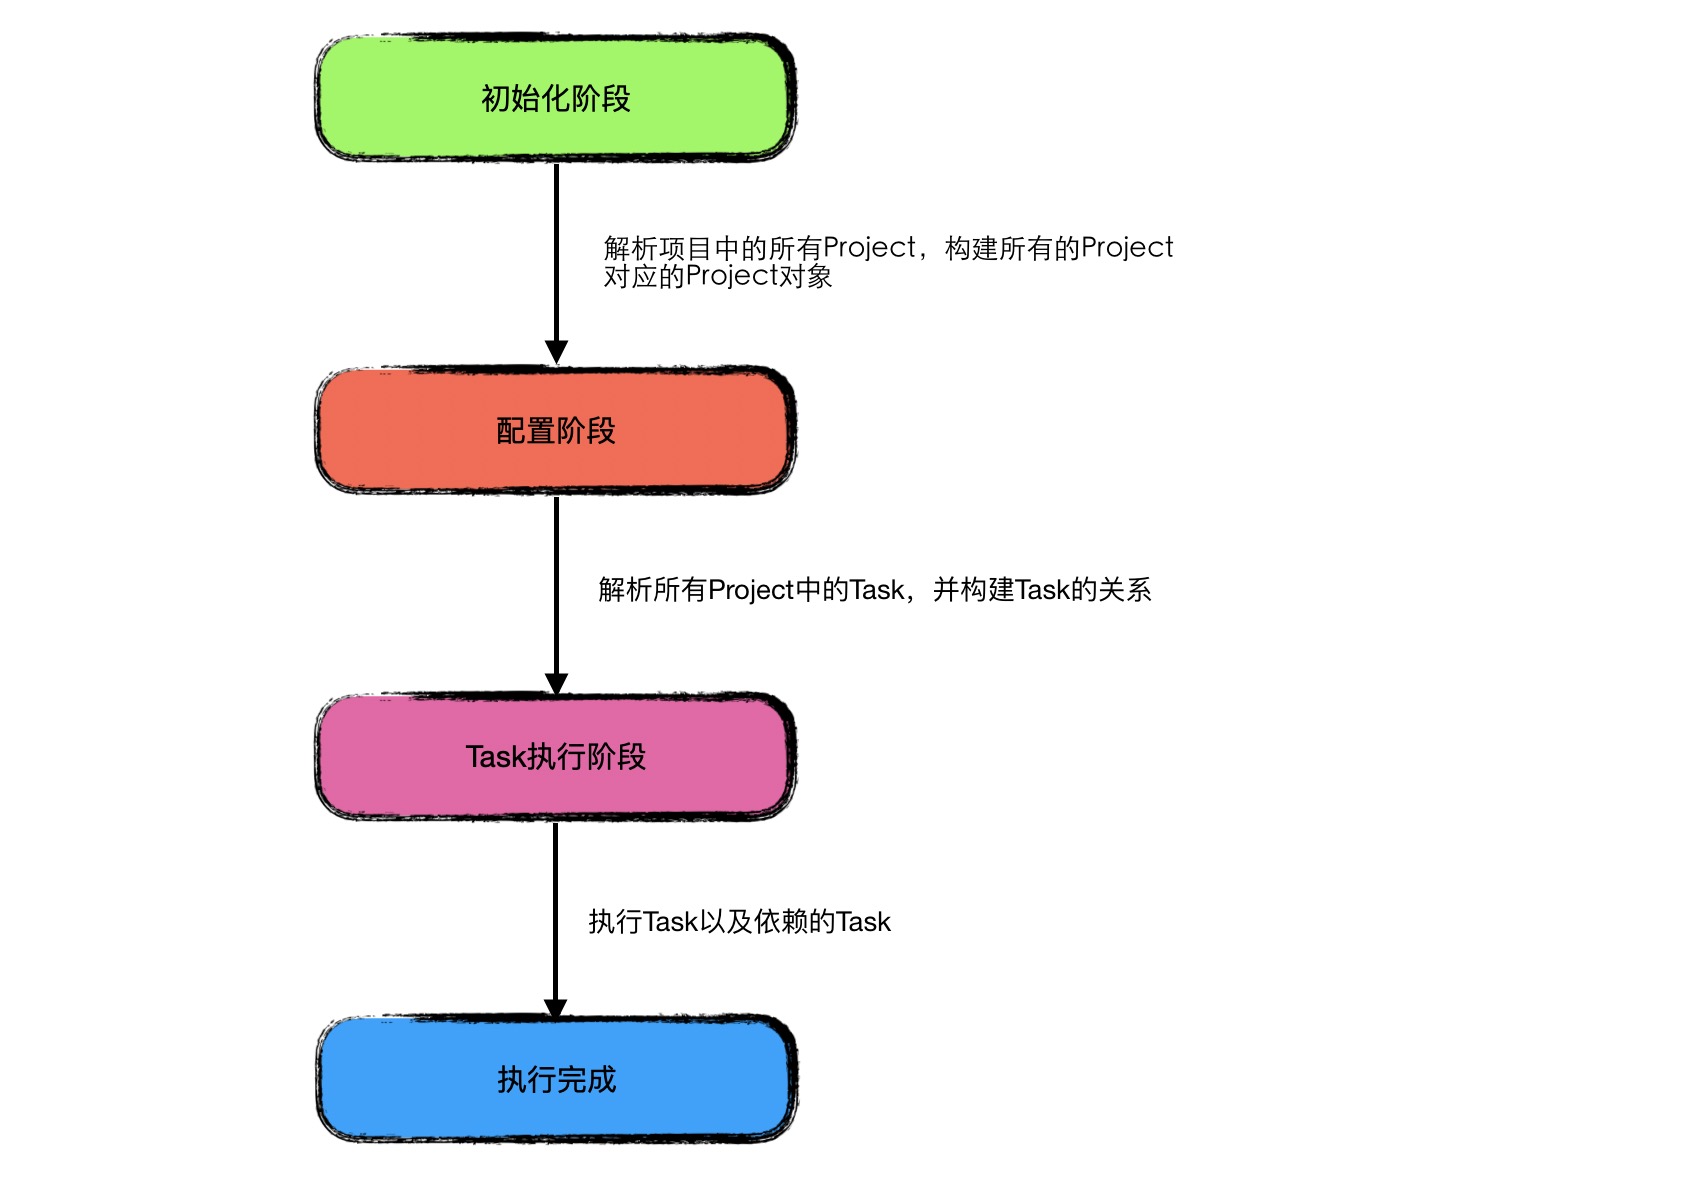 初始化阶段
解析项目中的所有Project，构建所有的Project
对应的Project对象
配置阶段
解析所有Project中的Task，并构建Task的关系
Task执行阶段
执行Task以及依赖的Task
执行完成